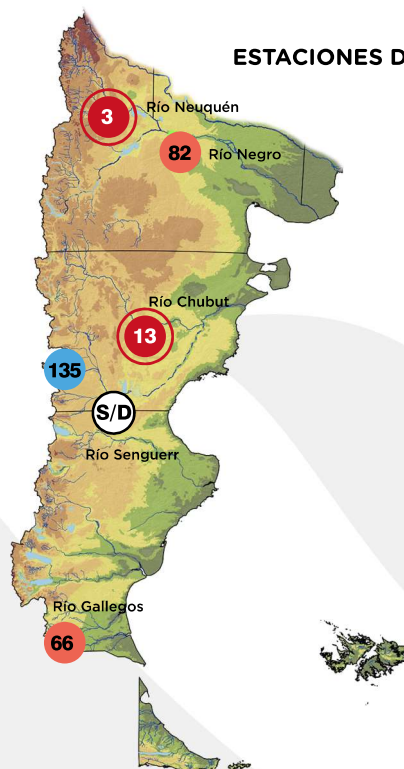 ESTACIONES D
Río Neuquén
3
82
Río Negro
Río Chubut
13
135
S/D
Río Senguerr
Río Gallegos
66